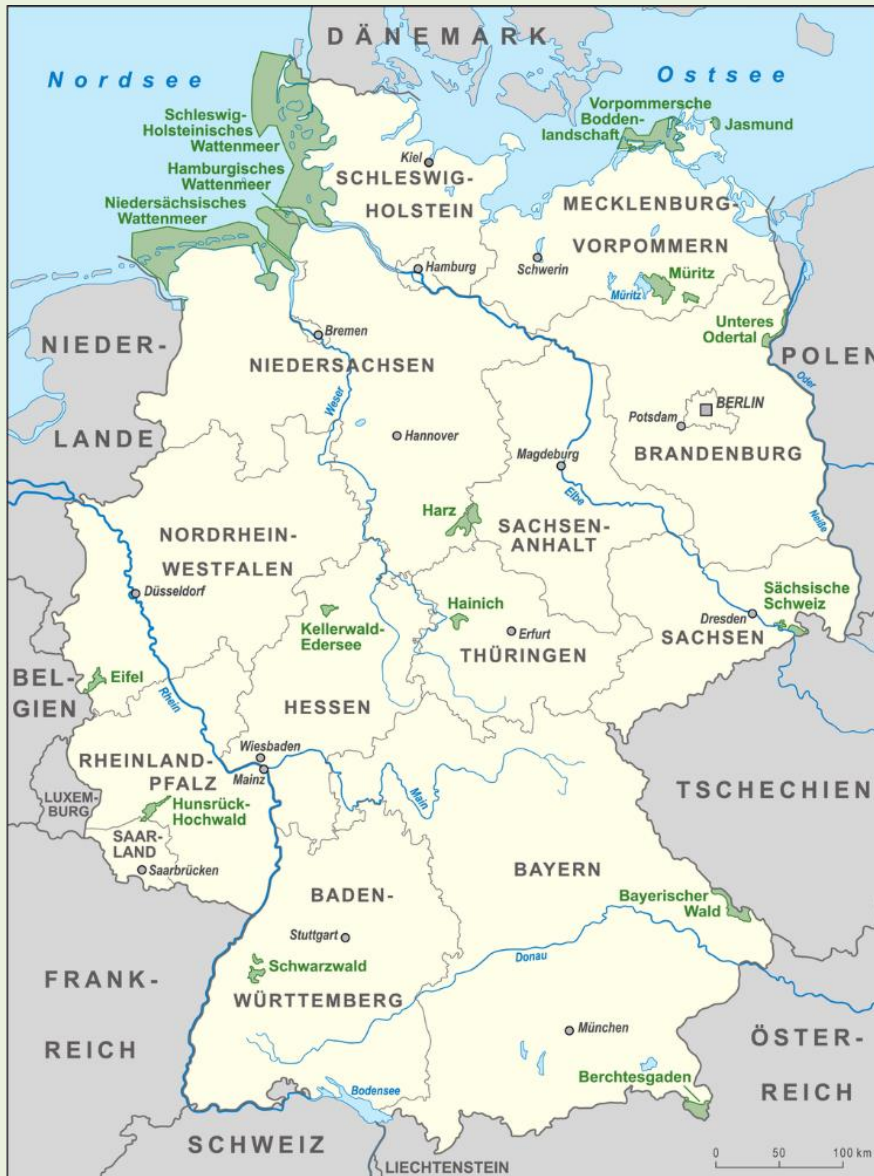 DÄNEMARK
Nordsee
Ostsee
Schleswig-
Holsteinisches
Wattenmeer
Vorpommersche
Bodden-
landschaft
Jasmund
Hamburgisches
Wattenmeer
Niedersächsisches
Wattenmeer
Kiel
SCHLESWIG-
HOLSTEIN
MECKLENBURG-
VORPOMMERN
Schwerin
Hamburg
Müritz
Müritz
Bremen
Unteres
Odertal
NIEDER-
LANDE
NIEDERSACHSEN
POLEN
Oder
Weser
Hannover
Potsdam
BERLIN
BRANDENBURG
Magdeburg
Elbe
Harz
SACHSEN-
ANHALT
Neiße
NORDRHEIN-
WESTFALEN
Düsseldorf
Kellerwald-
Edersee
Hainich
Erfurt
THÜRINGEN
Dresden
SACHSEN
Sächsische
Schweiz
BEL-
GIEN
Eifel
Rhein
HESSEN
Wiesbaden
Mainz
RHEINLAND-
PFALZ
Main
LUXEM-
BURG
Hunsrück-
Hochwald
SAAR-
LAND
Saarbrücken
TSCHECHIEN
BAYERN
BADEN-
WÜRTTEMBERG
Stuttgart
Schwarzwald
Bayerischer
Wald
Donau
FRANK-
REICH
München
ÖSTER-
REICH
Berchtesgaden
Bodensee
SCHWEIZ
LIECHTENSTEIN
0 50 100 km